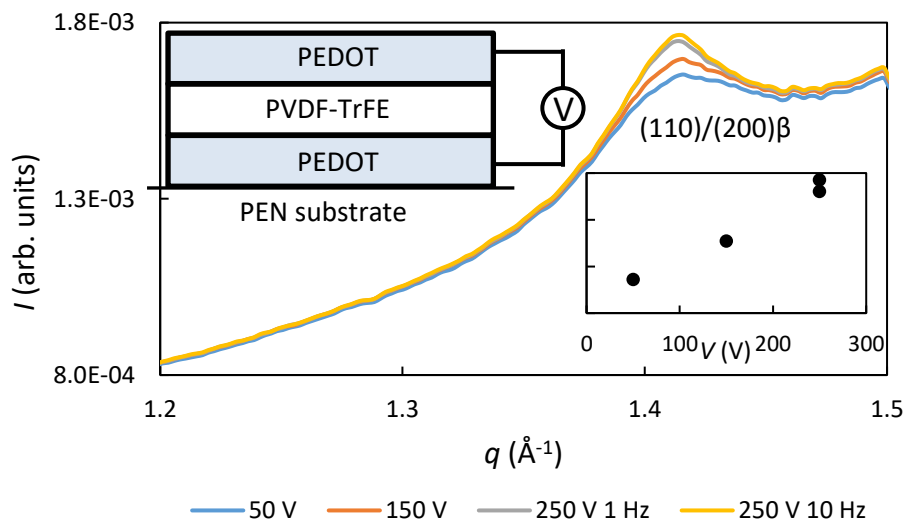 1.8E-03
PEDOT
PVDF-TrFE
V
PEDOT
(110)/(200)β
1.3E-03
PEN substrate
I (arb. units)
0 100 200 300
V (V)
8.0E-04
1.2 1.3 1.4 1.5
q (Å-1)
50 V 150 V 250 V 1 Hz 250 V 10 Hz